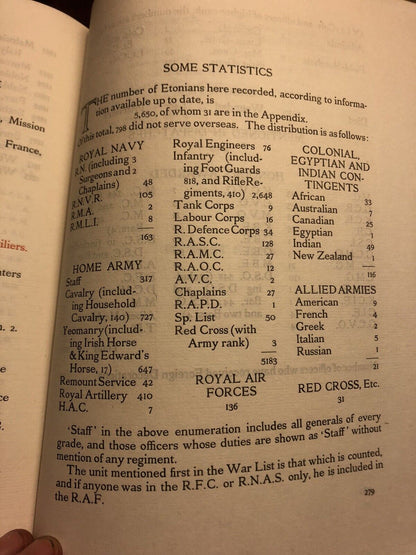 Mission
France.
iliers.
nters
n. 2.
SOME STATISTICS
THE number of Etonians here recorded, according to informa-
tion available up to date, is
5,650, of whom 31 are in the Appendix.
Of this total, 798 did not serve overseas. The distribution is as follows:
ROYAL NAVY
R.N. (including 3
Surgeons and 2
Chaplains) 48
R.N.V.R. 105
R.M.A. 2
R.M.L.I. 8
163
HOME ARMY
Staff 317
Cavalry (includ-
ing Household
Cavalry, 140) 727
Yeomanry (includ-
ing Irish Horse
& King Edward's
Horse, 17) 647
Remount Service 42
Royal Artillery 410
H.A.C. 7
Royal Engineers 76
Infantry (includ-
ing Foot Guards
818, and Rifle Re-
giments, 410) 2,648
Tank Corps 9
Labour Corps 16
R. Defence Corps 34
R.A.S.C. 128
R.A.M.C. 27
R.A.O.C. 12
A.V.C. 2
Chaplains 27
R.A.P.D. 1
Sp. List 50
Red Cross (with
Army rank) 3
5183
ROYAL AIR
FORCES
136
COLONIAL,
EGYPTIAN AND
INDIAN CON-
TINGENTS
African 33
Australian 7
Canadian 25
Egyptian 1
Indian 49
New Zealand 1
116
ALLIED ARMIES
American 9
French 4
Greek 2
Italian 5
Russian 1
21
RED CROSS, Etc.
31
'Staff' in the above enumeration includes all generals of every
grade, and those officers whose duties are shown as 'Staff' without
mention of any regiment.
The unit mentioned first in the War List is that which is counted,
and if anyone was in the R.F.C. or R.N.A.S. only, he is included in
the R.A.F.
279